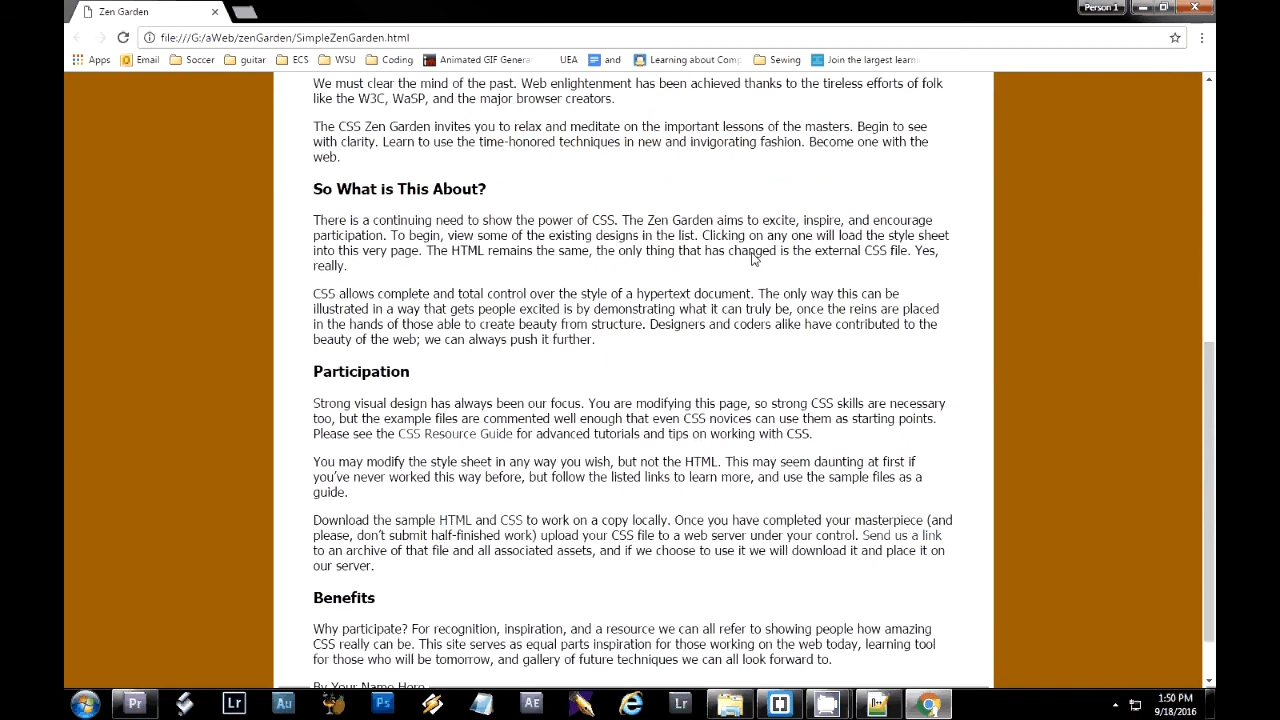 Zen Garden
Person 1
file:///G:/aWeb/zenGarden/SimpleZenGarden.html
Apps Email Soccer guitar ECS WSU Coding Animated GIF Genera UEA and Learning about Comp Sewing Join the largest learni
We must clear the mind of the past. Web enlightenment has been achieved thanks to the tireless efforts of folk
like the W3C, WaSP, and the major browser creators.
The CSS Zen Garden invites you to relax and meditate on the important lessons of the masters. Begin to see
with clarity. Learn to use the time-honored techniques in new and invigorating fashion. Become one with the
web.
So What is This About?
There is a continuing need to show the power of CSS. The Zen Garden aims to excite, inspire, and encourage
participation. To begin, view some of the existing designs in the list. Clicking on any one will load the style sheet
into this very page. The HTML remains the same, the only thing that has changed is the external CSS file. Yes,
really.
CSS allows complete and total control over the style of a hypertext document. The only way this can be
illustrated in a way that gets people excited is by demonstrating what it can truly be, once the reins are placed
in the hands of those able to create beauty from structure. Designers and coders alike have contributed to the
beauty of the web; we can always push it further.
Participation
Strong visual design has always been our focus. You are modifying this page, so strong CSS skills are necessary
too, but the example files are commented well enough that even CSS novices can use them as starting points.
Please see the CSS Resource Guide for advanced tutorials and tips on working with CSS.
You may modify the style sheet in any way you wish, but not the HTML. This may seem daunting at first if
you’ve never worked this way before, but follow the listed links to learn more, and use the sample files as a
guide.
Download the sample HTML and CSS to work on a copy locally. Once you have completed your masterpiece (and
please, don’t submit half-finished work) upload your CSS file to a web server under your control. Send us a link
to an archive of that file and all associated assets, and if we choose to use it we will download it and place it on
our server.
Benefits
Why participate? For recognition, inspiration, and a resource we can all refer to showing people how amazing
CSS really can be. This site serves as equal parts inspiration for those working on the web today, learning tool
for those who will be tomorrow, and gallery of future techniques we can all look forward to.
By Your Name Here
Pr Lr Au Ps AE Lr
1:50 PM
9/18/2016